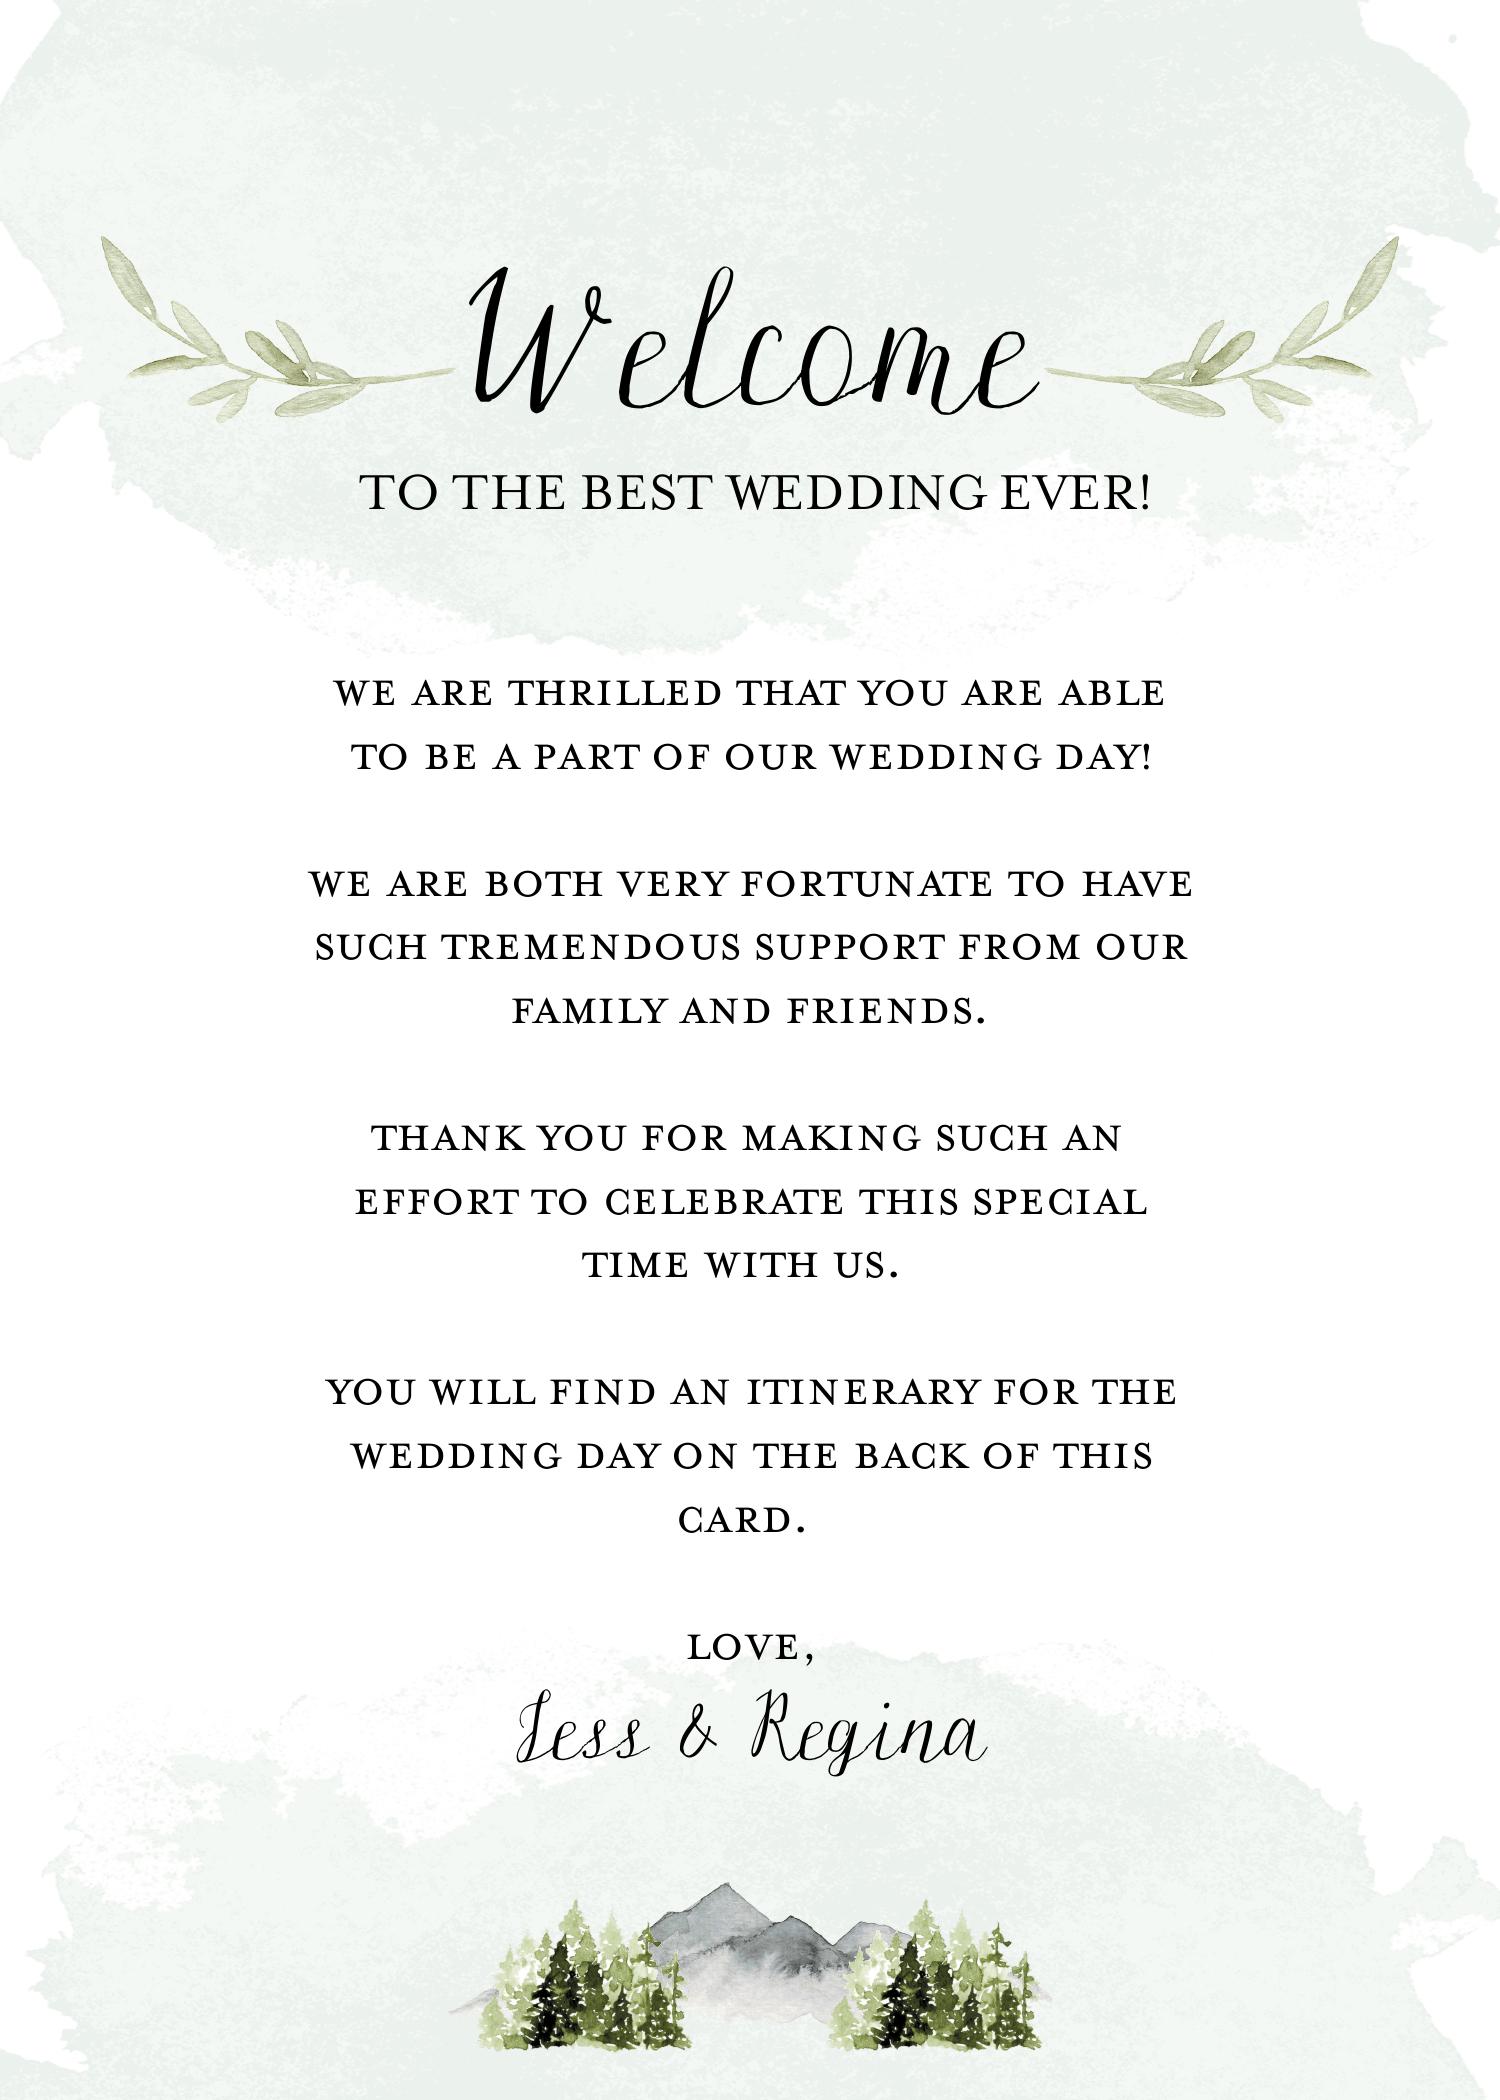 Welcome
TO THE BEST WEDDING EVER!
WE ARE THRILLED THAT YOU ARE ABLE
TO BE A PART OF OUR WEDDING DAY!
WE ARE BOTH VERY FORTUNATE TO HAVE
SUCH TREMENDOUS SUPPORT FROM OUR
FAMILY AND FRIENDS.
THANK YOU FOR MAKING SUCH AN
EFFORT TO CELEBRATE THIS SPECIAL
TIME WITH US.
YOU WILL FIND AN ITINERARY FOR THE
WEDDING DAY ON THE BACK OF THIS
CARD.
LOVE,
Jess & Regina